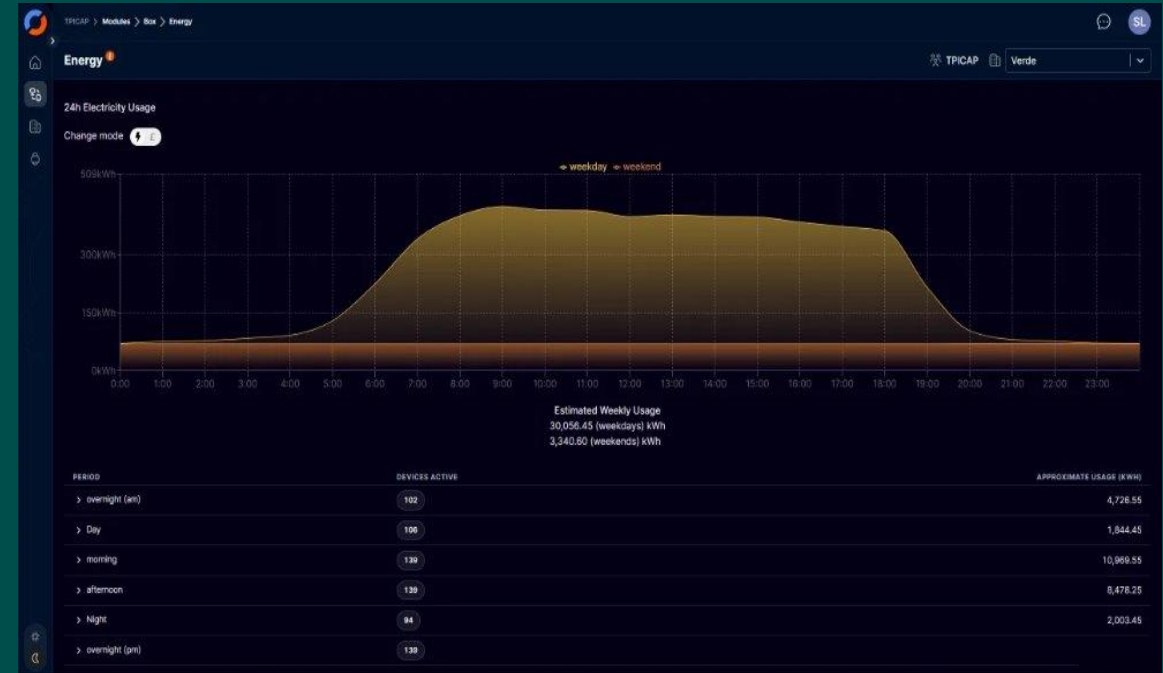 TPICAP > Modules > Box > Energy
SL
Energy
TPICAP Verde
24h Electricity Usage
Change mode £
weekday weekend
509kWh
300kWh
150kWh
0kWh
0:00 1:00 2:00 3:00 4:00 5:00 6:00 7:00 8:00 9:00 10:00 11:00 12:00 13:00 14:00 15:00 16:00 17:00 18:00 19:00 20:00 21:00 22:00 23:00
Estimated Weekly Usage
30,056.45 (weekdays) kWh
3,340.60 (weekends) kWh
PERIOD DEVICES ACTIVE APPROXIMATE USAGE (KWH)
> overnight (am) 102 4,726.55
> Day 106 1,844.45
> morning 139 10,969.55
> afternoon 139 8,478.25
> Night 94 2,003.45
> overnight (pm) 139